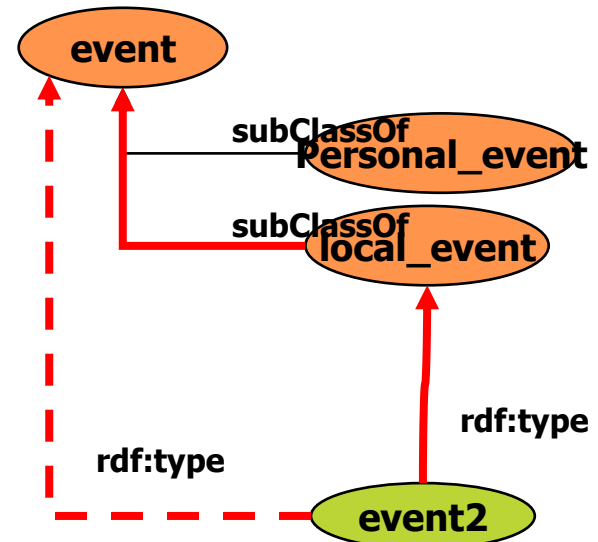 event
subClassOf
Personal_event
subClassOf
local_event
rdf:type
rdf:type
event2